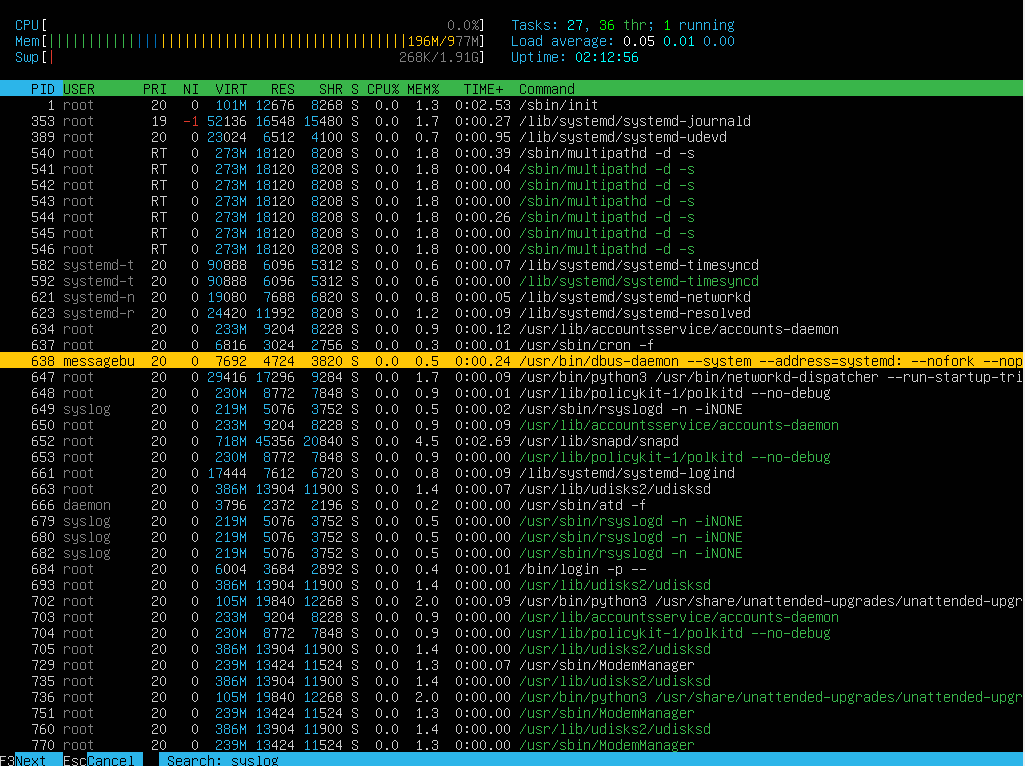 CPU[ 0.0%] Tasks: 27, 36 thr; 1 running
Mem[||||||||||||||||||||||||||||||||||||||||||||196M/977M] Load average: 0.05 0.01 0.00
Swp[| 268K/1.91G] Uptime: 02:12:56
PID USER PRI NI VIRT RES SHR S CPU% MEM% TIME+ Command
1 root 20 0 101M 12676 8268 S 0.0 1.3 0:02.53 /sbin/init
353 root 19 -1 52136 16548 15480 S 0.0 1.7 0:00.27 /lib/systemd/systemd-journald
389 root 20 0 23024 6512 4100 S 0.0 0.7 0:00.95 /lib/systemd/systemd-udevd
540 root RT 0 273M 18120 8208 S 0.0 1.8 0:00.39 /sbin/multipathd -d -s
541 root RT 0 273M 18120 8208 S 0.0 1.8 0:00.04 /sbin/multipathd -d -s
542 root RT 0 273M 18120 8208 S 0.0 1.8 0:00.00 /sbin/multipathd -d -s
543 root RT 0 273M 18120 8208 S 0.0 1.8 0:00.00 /sbin/multipathd -d -s
544 root RT 0 273M 18120 8208 S 0.0 1.8 0:00.26 /sbin/multipathd -d -s
545 root RT 0 273M 18120 8208 S 0.0 1.8 0:00.00 /sbin/multipathd -d -s
546 root RT 0 273M 18120 8208 S 0.0 1.8 0:00.00 /sbin/multipathd -d -s
582 systemd-t 20 0 90888 6096 5312 S 0.0 0.6 0:00.07 /lib/systemd/systemd-timesyncd
592 systemd-t 20 0 90888 6096 5312 S 0.0 0.6 0:00.00 /lib/systemd/systemd-timesyncd
621 systemd-n 20 0 19080 7688 6820 S 0.0 0.8 0:00.05 /lib/systemd/systemd-networkd
623 systemd-r 20 0 24420 11992 8208 S 0.0 1.2 0:00.09 /lib/systemd/systemd-resolved
634 root 20 0 233M 9204 8228 S 0.0 0.9 0:00.12 /usr/lib/accountsservice/accounts-daemon
637 root 20 0 6816 3024 2756 S 0.0 0.3 0:00.01 /usr/sbin/cron -f
638 messagebu 20 0 7692 4724 3820 S 0.0 0.5 0:00.24 /usr/bin/dbus-daemon --system --address=systemd: --nofork --nop
647 root 20 0 29416 17296 9284 S 0.0 1.7 0:00.09 /usr/bin/python3 /usr/bin/networkd-dispatcher --run-startup-tri
648 root 20 0 230M 8772 7848 S 0.0 0.9 0:00.01 /usr/lib/policykit-1/polkitd --no-debug
649 syslog 20 0 219M 5076 3752 S 0.0 0.5 0:00.02 /usr/sbin/rsyslogd -n -iNONE
650 root 20 0 233M 9204 8228 S 0.0 0.9 0:00.09 /usr/lib/accountsservice/accounts-daemon
652 root 20 0 718M 45356 20840 S 0.0 4.5 0:02.69 /usr/lib/snapd/snapd
653 root 20 0 230M 8772 7848 S 0.0 0.9 0:00.00 /usr/lib/policykit-1/polkitd --no-debug
661 root 20 0 17444 7612 6720 S 0.0 0.8 0:00.09 /lib/systemd/systemd-logind
663 root 20 0 386M 13904 11900 S 0.0 1.4 0:00.07 /usr/lib/udisks2/udisksd
666 daemon 20 0 3796 2372 2196 S 0.0 0.2 0:00.00 /usr/sbin/atd -f
679 syslog 20 0 219M 5076 3752 S 0.0 0.5 0:00.00 /usr/sbin/rsyslogd -n -iNONE
680 syslog 20 0 219M 5076 3752 S 0.0 0.5 0:00.00 /usr/sbin/rsyslogd -n -iNONE
682 syslog 20 0 219M 5076 3752 S 0.0 0.5 0:00.00 /usr/sbin/rsyslogd -n -iNONE
684 root 20 0 6004 3684 2892 S 0.0 0.4 0:00.01 /bin/login -p --
693 root 20 0 386M 13904 11900 S 0.0 1.4 0:00.00 /usr/lib/udisks2/udisksd
702 root 20 0 105M 19840 12268 S 0.0 2.0 0:00.09 /usr/bin/python3 /usr/share/unattended-upgrades/unattended-upgr
703 root 20 0 233M 9204 8228 S 0.0 0.9 0:00.00 /usr/lib/accountsservice/accounts-daemon
704 root 20 0 230M 8772 7848 S 0.0 0.9 0:00.00 /usr/lib/policykit-1/polkitd --no-debug
705 root 20 0 386M 13904 11900 S 0.0 1.4 0:00.00 /usr/lib/udisks2/udisksd
729 root 20 0 239M 13424 11524 S 0.0 1.3 0:00.07 /usr/sbin/ModemManager
735 root 20 0 386M 13904 11900 S 0.0 1.4 0:00.00 /usr/lib/udisks2/udisksd
736 root 20 0 105M 19840 12268 S 0.0 2.0 0:00.00 /usr/bin/python3 /usr/share/unattended-upgrades/unattended-upgr
751 root 20 0 239M 13424 11524 S 0.0 1.3 0:00.00 /usr/sbin/ModemManager
760 root 20 0 386M 13904 11900 S 0.0 1.4 0:00.00 /usr/lib/udisks2/udisksd
770 root 20 0 239M 13424 11524 S 0.0 1.3 0:00.00 /usr/sbin/ModemManager
F3Next EscCancel Search: syslog